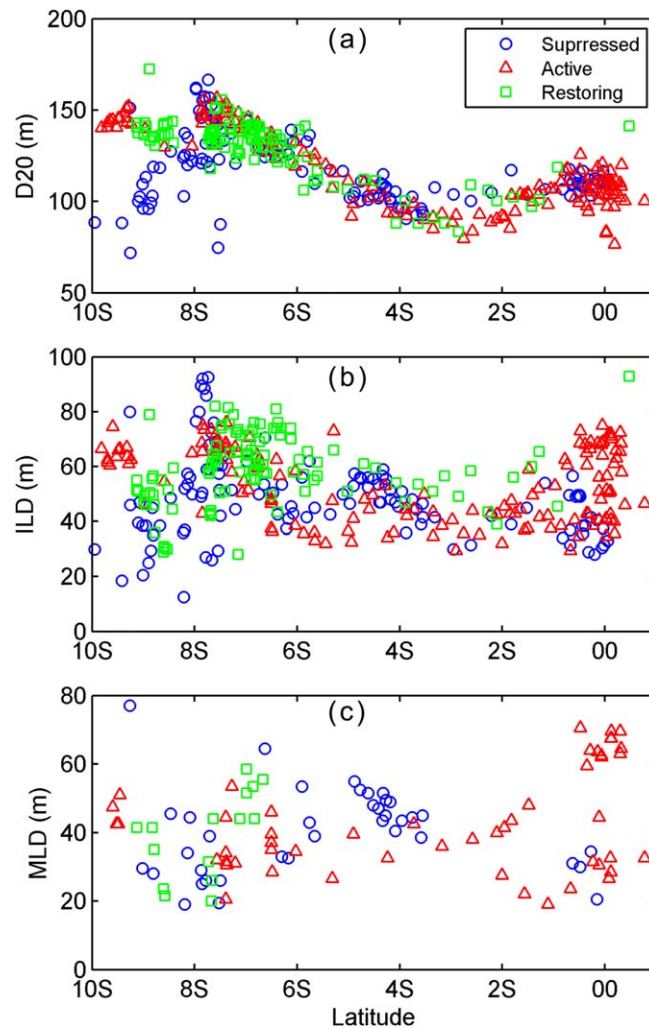 (a)
Suprressed
Active
Restoring
200
150
100
50
D20 (m)
10S 8S 6S 4S 2S 00
(b)
100
80
60
40
20
0
ILD (m)
10S 8S 6S 4S 2S 00
(c)
80
60
40
20
0
MLD (m)
10S 8S 6S 4S 2S 00
Latitude